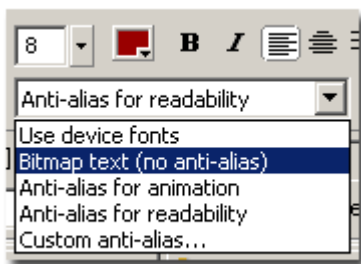 8 B I
Anti-alias for readability
Use device fonts
Bitmap text (no anti-alias)
Anti-alias for animation
Anti-alias for readability
Custom anti-alias...